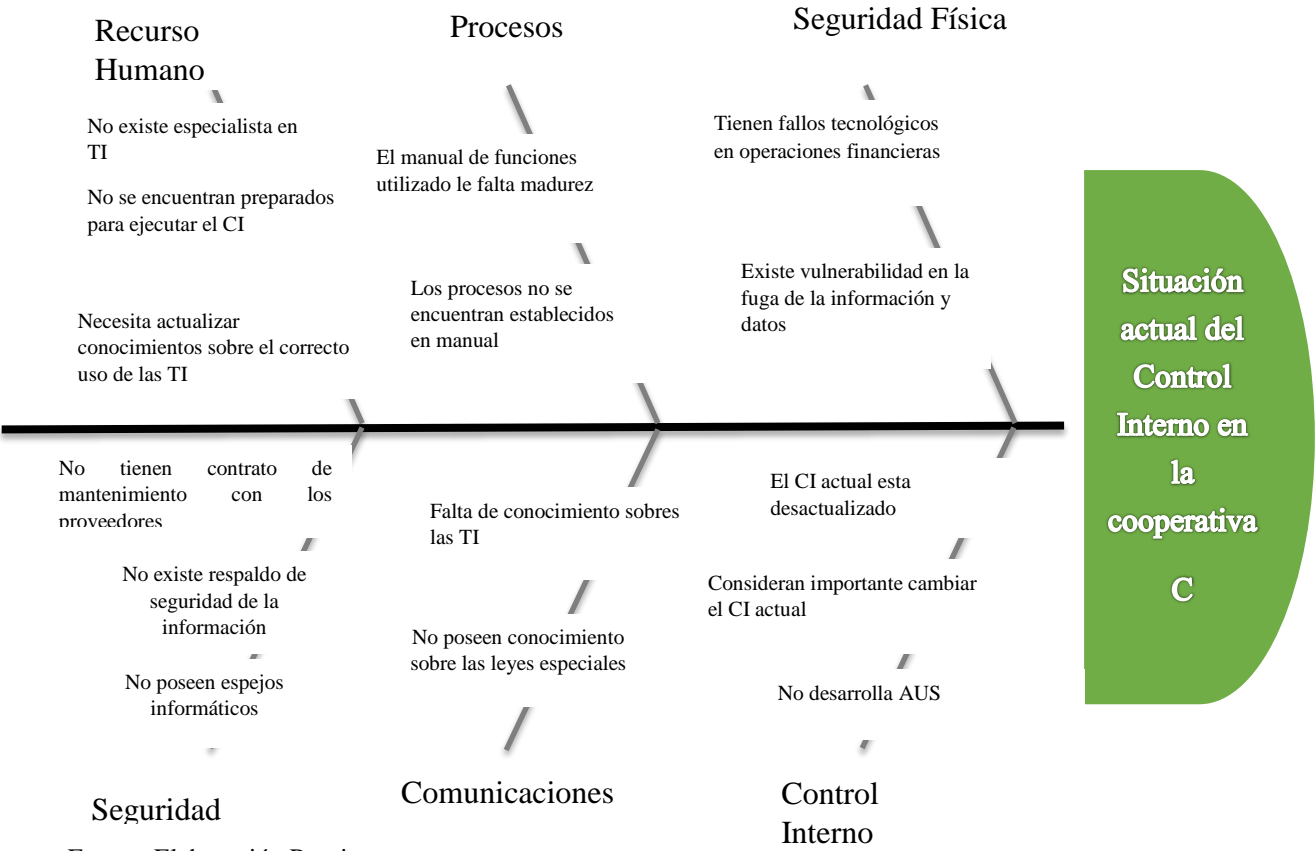 Recurso
Humano
Procesos
Seguridad Física
No existe especialista en
TI
No se encuentran preparados
para ejecutar el CI
Necesita actualizar
conocimientos sobre el correcto
uso de las TI
El manual de funciones
utilizado le falta madurez
Los procesos no se
encuentran establecidos
en manual
Tienen fallos tecnológicos
en operaciones financieras
Existe vulnerabilidad en la
fuga de la información y
datos
Situación
actual del
Control
Interno en
la
cooperativa
C
No tienen contrato de
mantenimiento con los
proveedores
No existe respaldo de
seguridad de la
información
No poseen espejos
informáticos
Falta de conocimiento sobres
las TI
No poseen conocimiento
sobre las leyes especiales
El CI actual esta
desactualizado
Consideran importante cambiar
el CI actual
No desarrolla AUS
Seguridad
Comunicaciones
Control
Interno